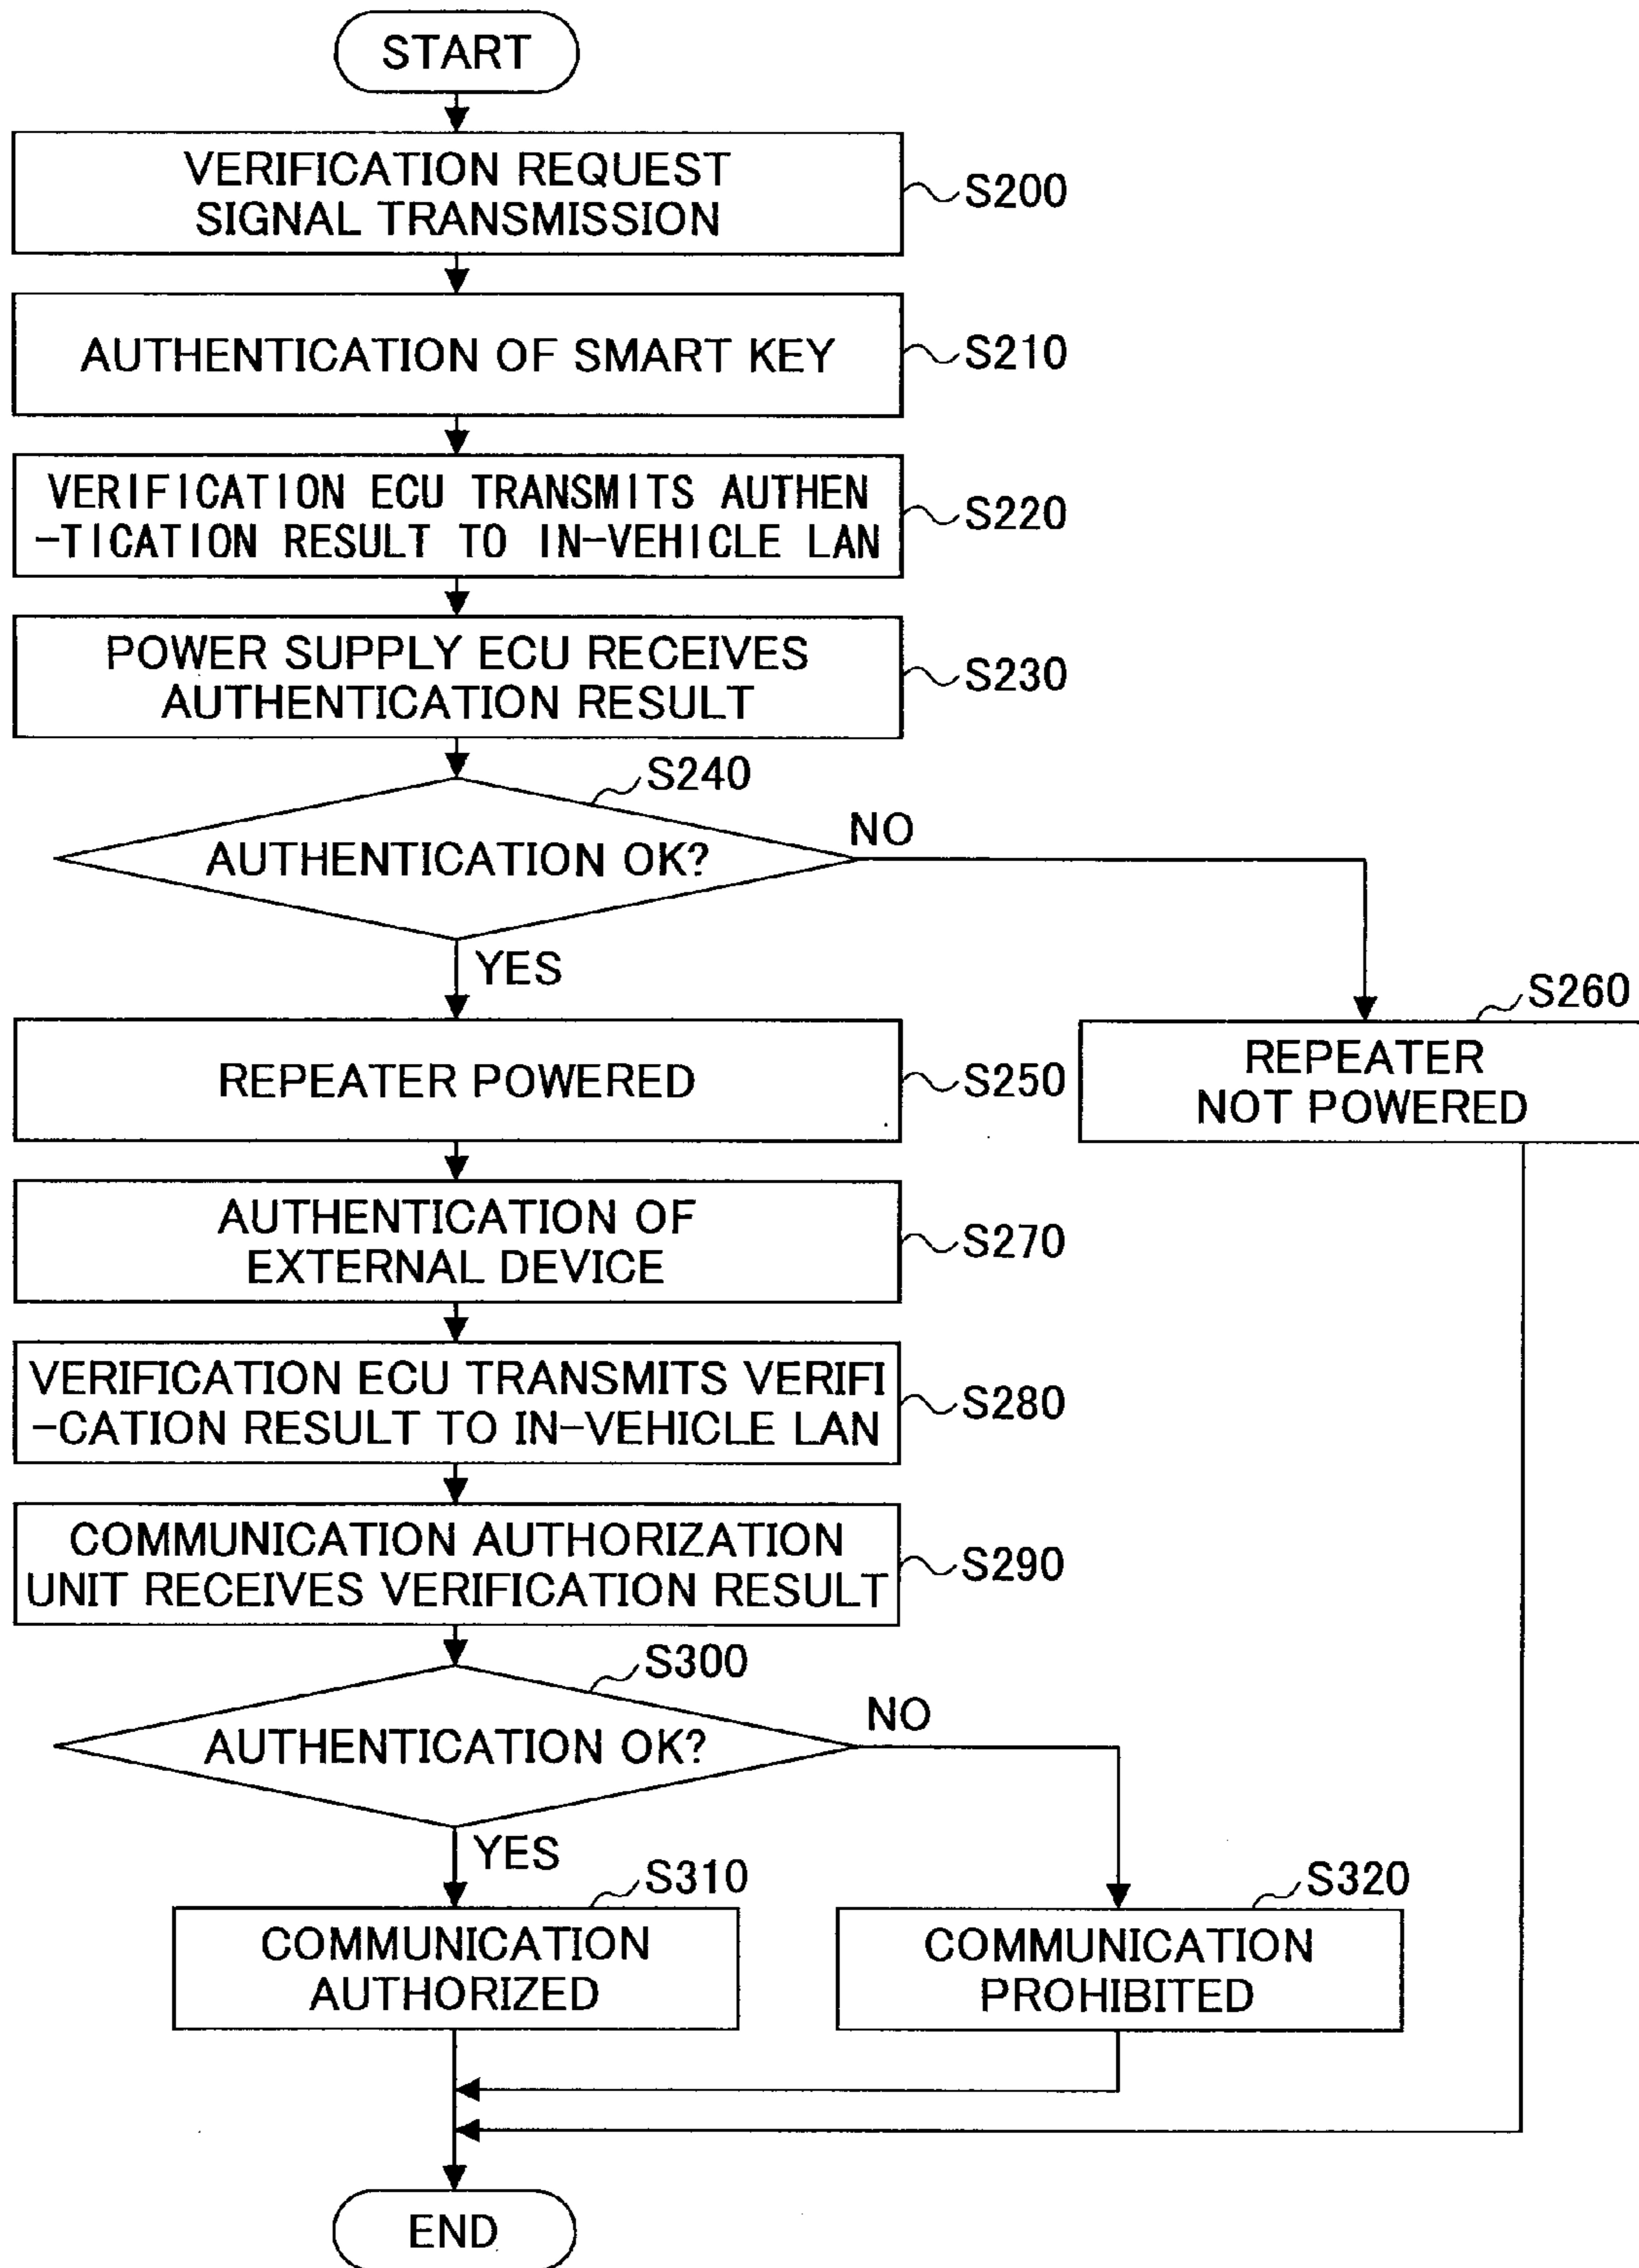 START
VERIFICATION REQUEST
SIGNAL TRANSMISSION
S200
AUTHENTICATION OF SMART KEY
S210
VERIFICATION ECU TRANSMITS AUTHEN
-TICATION RESULT TO IN-VEHICLE LAN
S220
POWER SUPPLY ECU RECEIVES
AUTHENTICATION RESULT
S230
S240
AUTHENTICATION OK?
NO
YES
S260
REPEATER POWERED
S250
REPEATER
NOT POWERED
AUTHENTICATION OF
EXTERNAL DEVICE
S270
VERIFICATION ECU TRANSMITS VERIFI
-CATION RESULT TO IN-VEHICLE LAN
S280
COMMUNICATION AUTHORIZATION
UNIT RECEIVES VERIFICATION RESULT
S290
S300
AUTHENTICATION OK?
NO
YES
S310
COMMUNICATION
AUTHORIZED
S320
COMMUNICATION
PROHIBITED
END